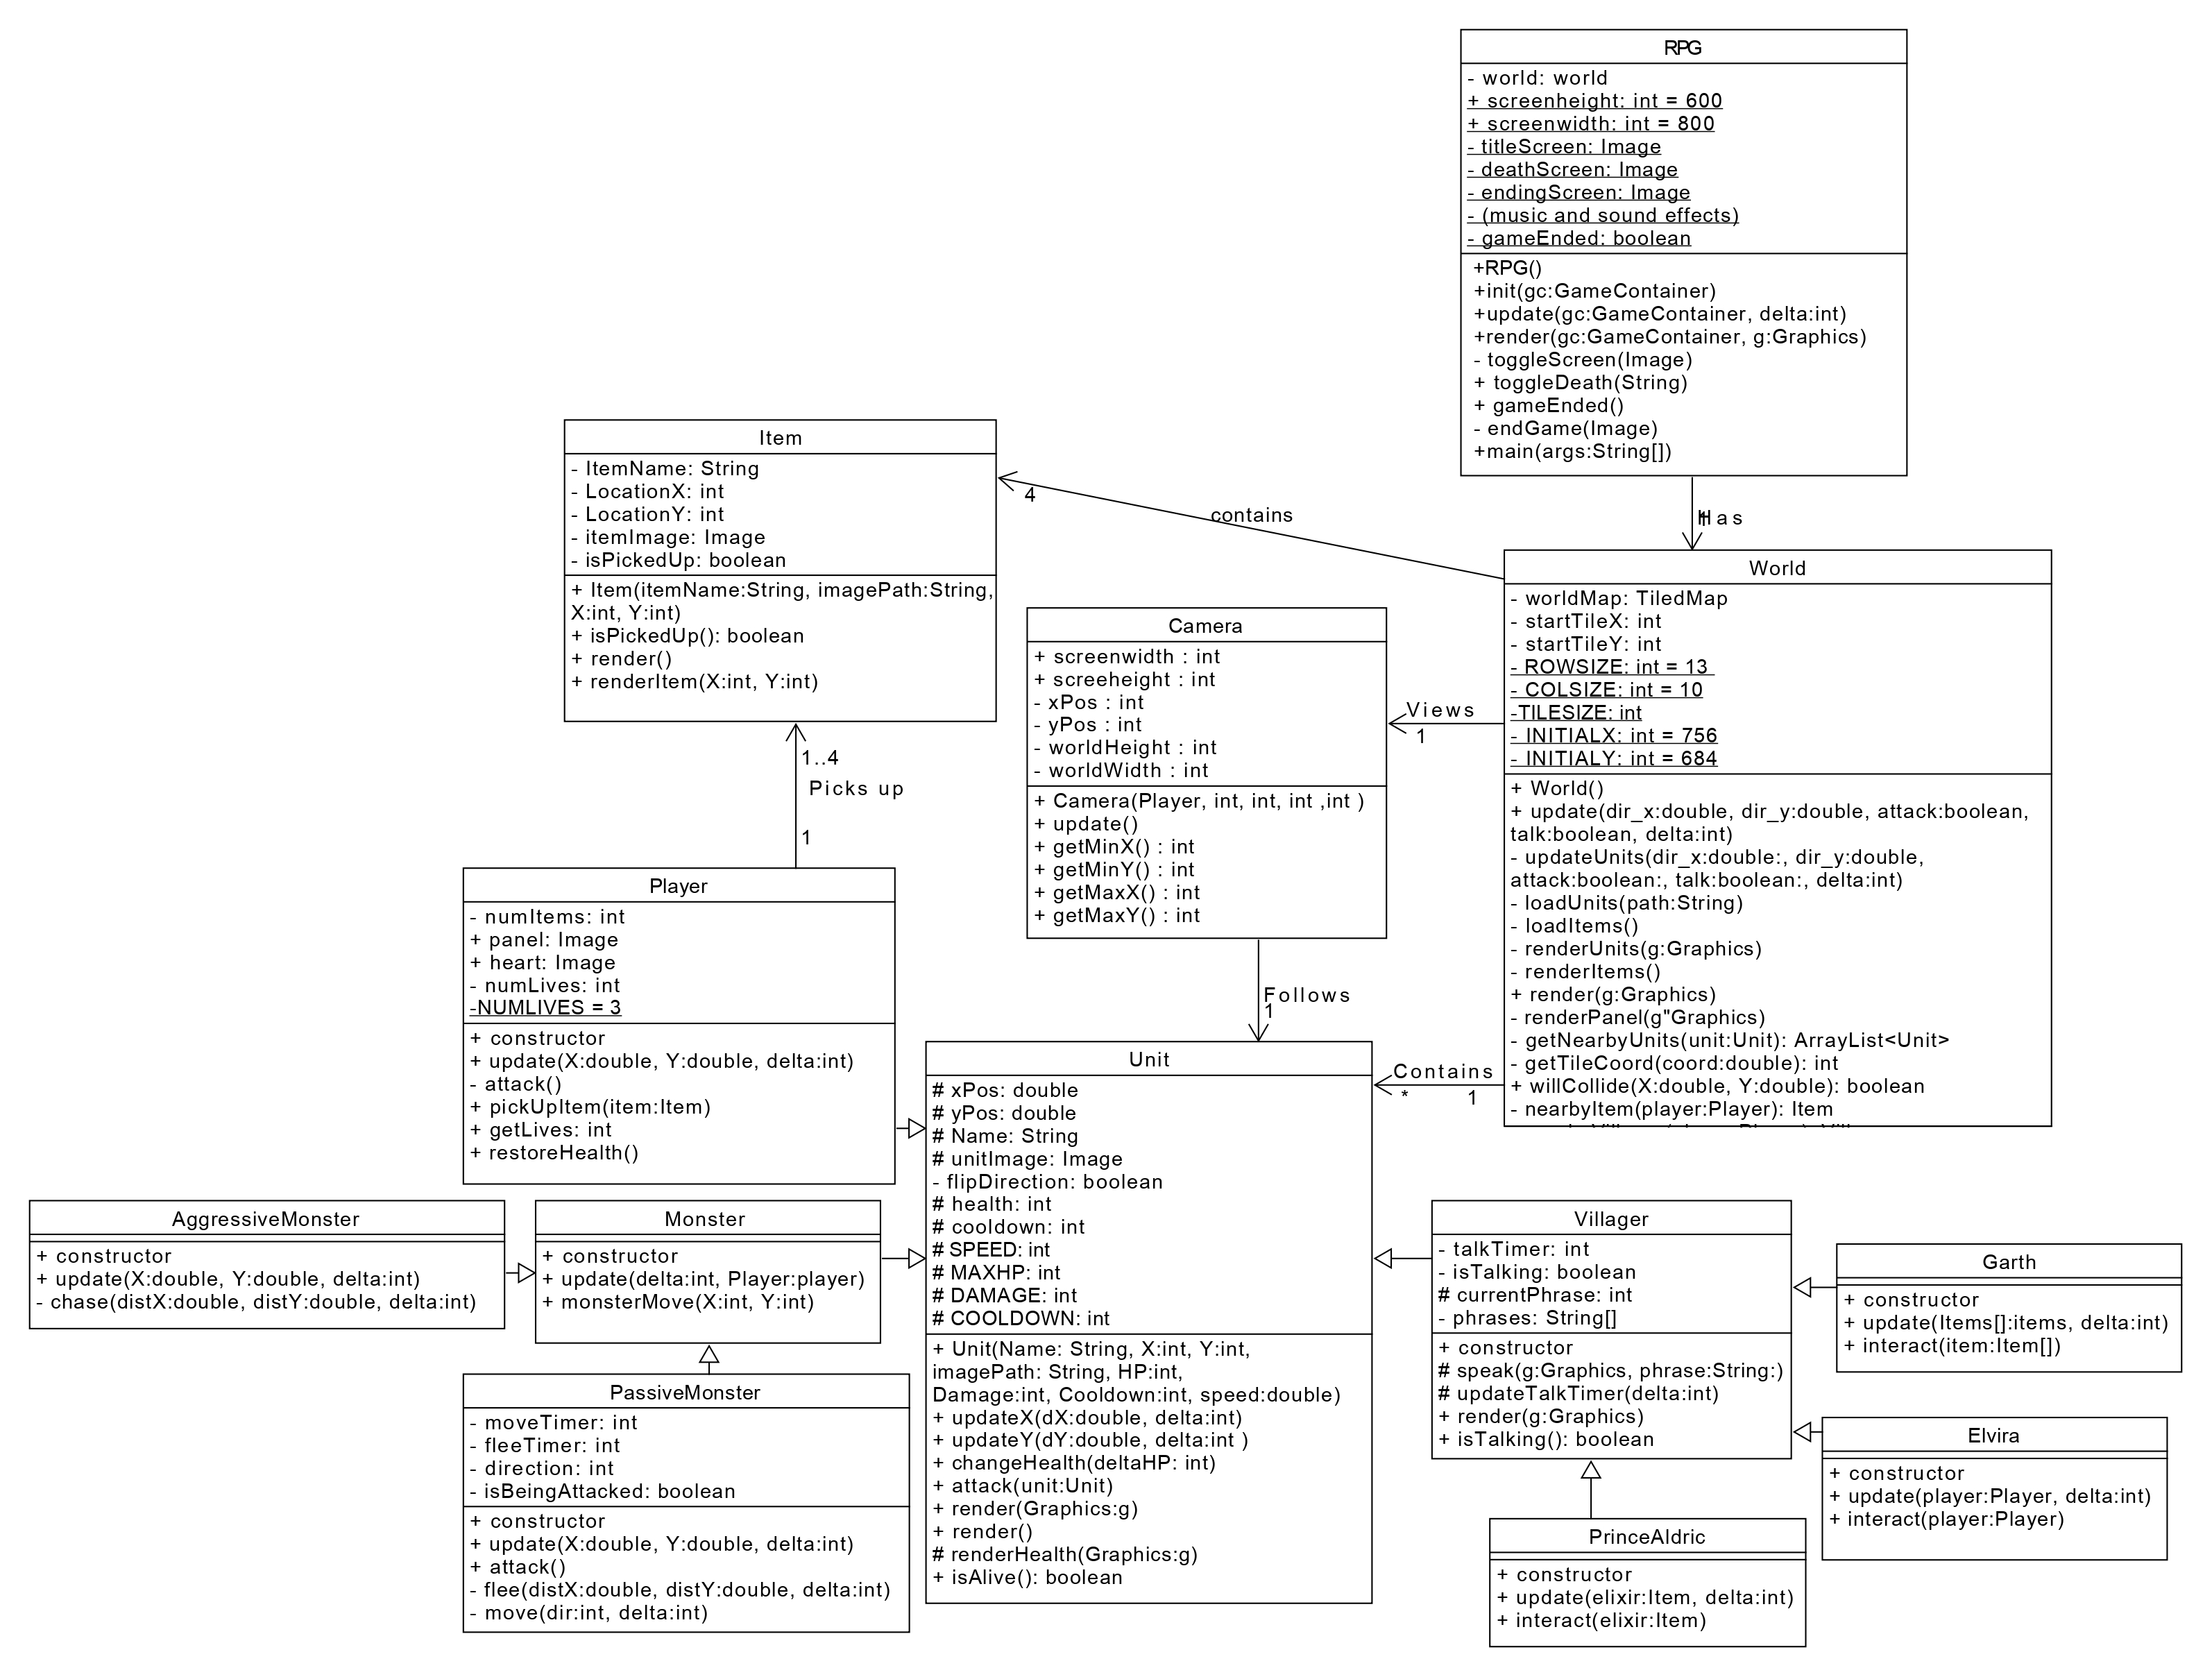 RPG
- world: world
+ screenheight: int = 600
+ screenwidth: int = 800
- titleScreen: Image
- deathScreen: Image
- endingScreen: Image
- (music and sound effects)
- gameEnded: boolean
+RPG()
+init(gc:GameContainer)
+update(gc:GameContainer, delta:int)
+render(gc:GameContainer, g:Graphics)
- toggleScreen(Image)
+ toggleDeath(String)
+ gameEnded()
- endGame(Image)
+main(args:String[])
Item
- ItemName: String
- LocationX: int
- LocationY: int
- itemImage: Image
- isPickedUp: boolean
+ Item(itemName:String, imagePath:String,
X:int, Y:int)
+ isPickedUp(): boolean
+ render()
+ renderItem(X:int, Y:int)
4
contains
Has
1
World
- worldMap: TiledMap
- startTileX: int
- startTileY: int
- ROWSIZE: int = 13
- COLSIZE: int = 10
-TILESIZE: int
- INITIALX: int = 756
- INITIALY: int = 684
+ World()
+ update(dir_x:double, dir_y:double, attack:boolean,
talk:boolean, delta:int)
- updateUnits(dir_x:double:, dir_y:double,
attack:boolean:, talk:boolean:, delta:int)
- loadUnits(path:String)
- loadItems()
- renderUnits(g:Graphics)
- renderItems()
+ render(g:Graphics)
- renderPanel(g"Graphics)
- getNearbyUnits(unit:Unit): ArrayList<Unit>
- getTileCoord(coord:double): int
+ willCollide(X:double, Y:double): boolean
- nearbyItem(player:Player): Item
Camera
+ screenwidth : int
+ screeheight : int
- xPos : int
- yPos : int
- worldHeight : int
- worldWidth : int
+ Camera(Player, int, int, int ,int )
+ update()
+ getMinX() : int
+ getMinY() : int
+ getMaxX() : int
+ getMaxY() : int
Views
1
1..4
Picks up
1
Player
- numItems: int
+ panel: Image
+ heart: Image
- numLives: int
-NUMLIVES = 3
+ constructor
+ update(X:double, Y:double, delta:int)
- attack()
+ pickUpItem(item:Item)
+ getLives: int
+ restoreHealth()
Follows
1
Contains
* 1
Unit
# xPos: double
# yPos: double
# Name: String
# unitImage: Image
- flipDirection: boolean
# health: int
# cooldown: int
# SPEED: int
# MAXHP: int
# DAMAGE: int
# COOLDOWN: int
+ Unit(Name: String, X:int, Y:int,
imagePath: String, HP:int,
Damage:int, Cooldown:int, speed:double)
+ updateX(dX:double, delta:int)
+ updateY(dY:double, delta:int )
+ changeHealth(deltaHP: int)
+ attack(unit:Unit)
+ render(Graphics:g)
+ render()
# renderHealth(Graphics:g)
+ isAlive(): boolean
AggressiveMonster
+ constructor
+ update(X:double, Y:double, delta:int)
- chase(distX:double, distY:double, delta:int)
Monster
+ constructor
+ update(delta:int, Player:player)
+ monsterMove(X:int, Y:int)
PassiveMonster
- moveTimer: int
- fleeTimer: int
- direction: int
- isBeingAttacked: boolean
+ constructor
+ update(X:double, Y:double, delta:int)
+ attack()
- flee(distX:double, distY:double, delta:int)
- move(dir:int, delta:int)
Villager
- talkTimer: int
- isTalking: boolean
# currentPhrase: int
- phrases: String[]
+ constructor
# speak(g:Graphics, phrase:String:)
# updateTalkTimer(delta:int)
+ render(g:Graphics)
+ isTalking(): boolean
Garth
+ constructor
+ update(Items[]:items, delta:int)
+ interact(item:Item[])
Elvira
+ constructor
+ update(player:Player, delta:int)
+ interact(player:Player)
PrinceAldric
+ constructor
+ update(elixir:Item, delta:int)
+ interact(elixir:Item)